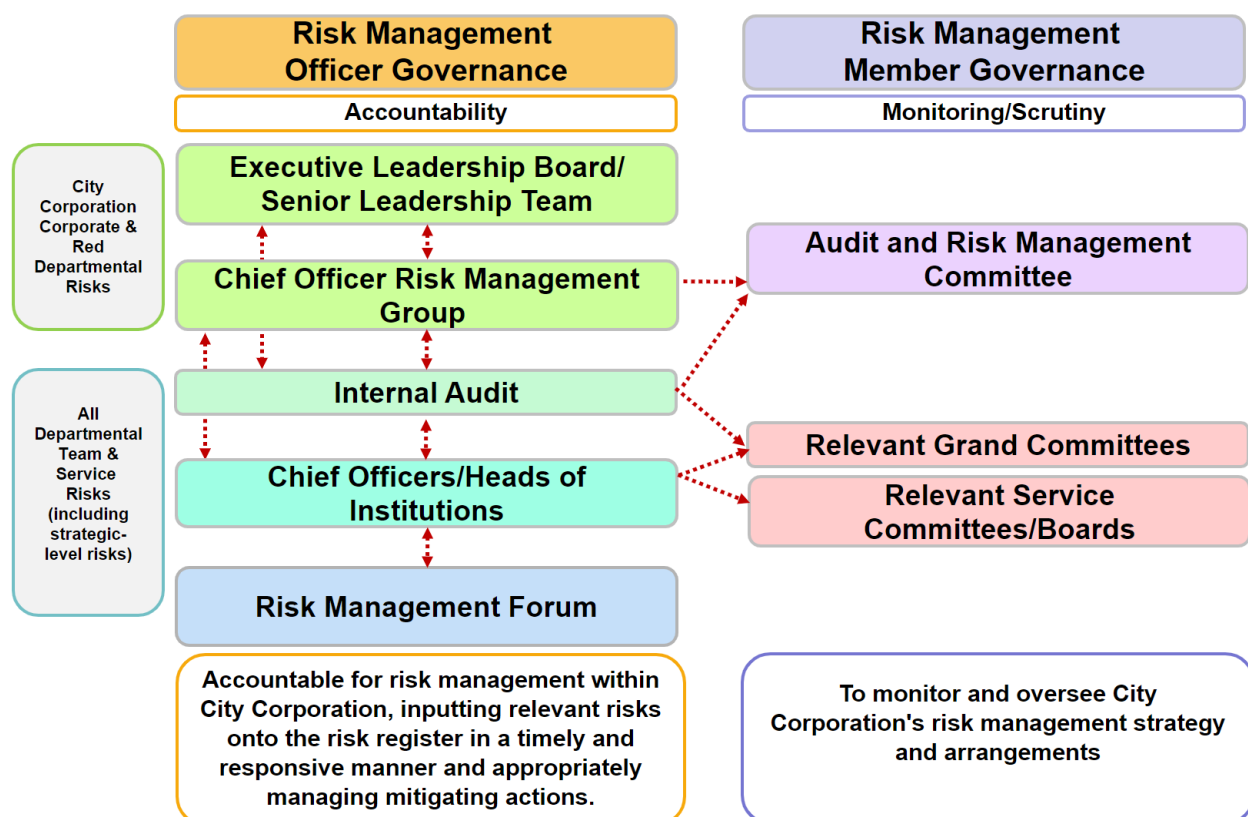 Risk Management
Officer Governance
Risk Management
Member Governance
Accountability
Monitoring/Scrutiny
City
Corporation
Corporate &
Red
Departmental
Risks
Executive Leadership Board/
Senior Leadership Team
Chief Officer Risk Management
Group
Audit and Risk Management
Committee
All
Departmental
Team &
Service
Risks
(including
strategic-
level risks)
Internal Audit
Chief Officers/Heads of
Institutions
Relevant Grand Committees
Relevant Service
Committees/Boards
Risk Management Forum
Accountable for risk management within
City Corporation, inputting relevant risks
onto the risk register in a timely and
responsive manner and appropriately
managing mitigating actions.
To monitor and oversee City
Corporation's risk management strategy
and arrangements